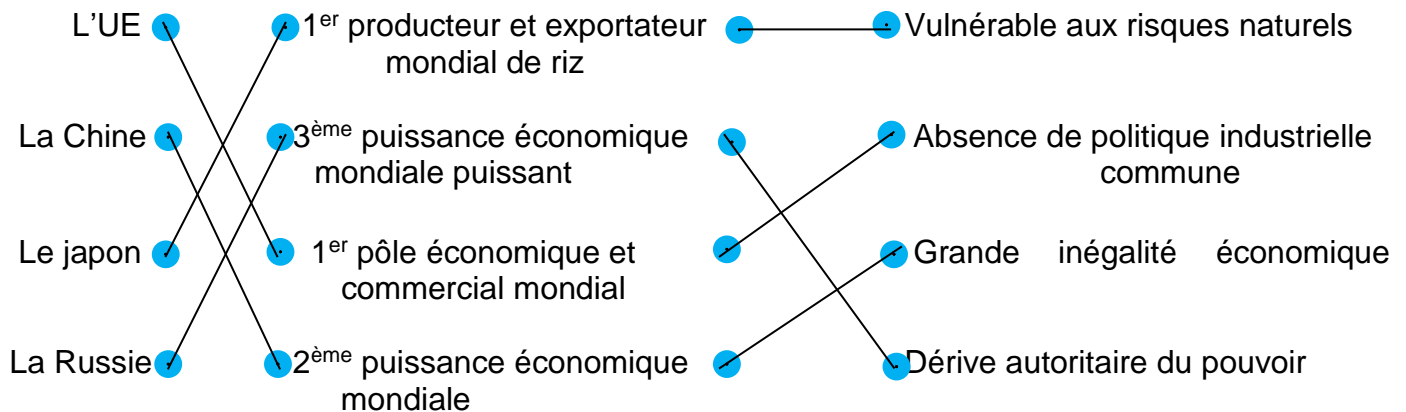 L’UE 1er producteur et exportateur Vulnérable aux risques naturels
mondial de riz
La Chine 3ème puissance économique Absence de politique industrielle
mondiale puissant commune
Le japon 1er pôle économique et Grande inégalité économique
commercial mondial
La Russie 2ème puissance économique Dérive autoritaire du pouvoir
mondiale